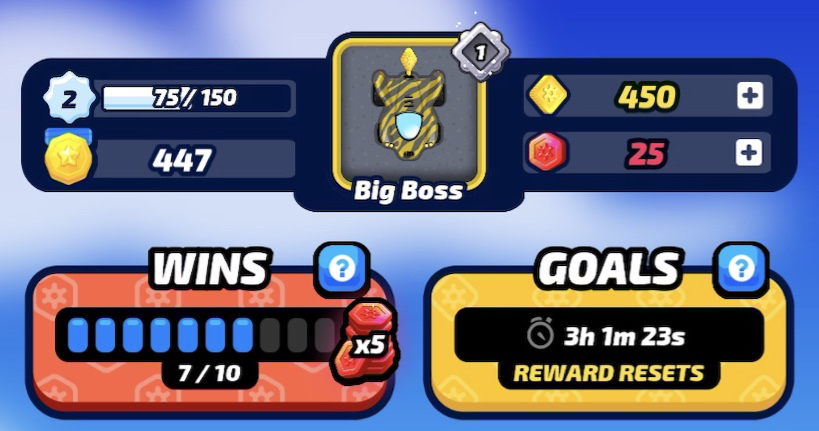 2
75/ 150
447
1
Big Boss
450
25
WINS
?
7 / 10
x5
GOALS
?
3h 1m 23s
REWARD RESETS